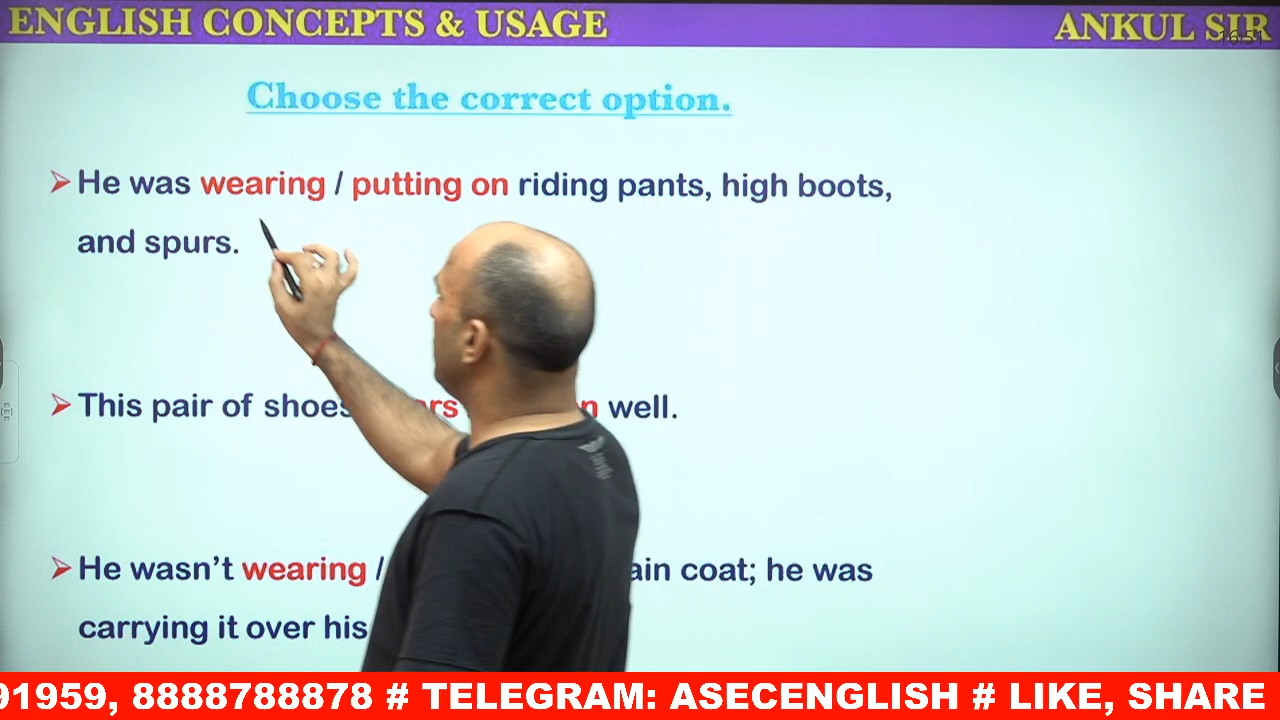 ENGLISH CONCEPTS & USAGE
ANKUL SIR
16:51
Choose the correct option.
He was wearing / putting on riding pants, high boots,
and spurs.
This pair of shoes well.
He wasn't wearing / coat; he was
carrying it over his
91959, 8888788878 # TELEGRAM: ASECENGLISH # LIKE, SHARE